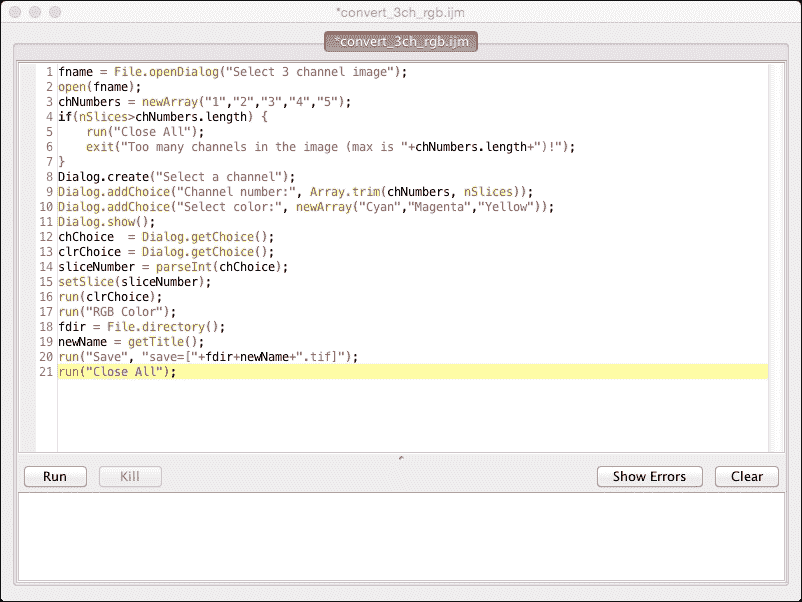 *convert_3ch_rgb.ijm
*convert_3ch_rgb.ijm
1 fname = File.openDialog("Select 3 channel image");
2 open(fname);
3 chNumbers = newArray("1","2","3","4","5");
4 if(nSlices>chNumbers.length) {
5     run("Close All");
6     exit("Too many channels in the image (max is "+chNumbers.length+")!");
7 }
8 Dialog.create("Select a channel");
9 Dialog.addChoice("Channel number:", Array.trim(chNumbers, nSlices));
10 Dialog.addChoice("Select color:", newArray("Cyan","Magenta","Yellow"));
11 Dialog.show();
12 chChoice  = Dialog.getChoice();
13 clrChoice = Dialog.getChoice();
14 sliceNumber = parseInt(chChoice);
15 setSlice(sliceNumber);
16 run(clrChoice);
17 run("RGB Color");
18 fdir = File.directory();
19 newName = getTitle();
20 run("Save", "save=["+fdir+newName+".tif]");
21 run("Close All");
Run Kill Show Errors Clear